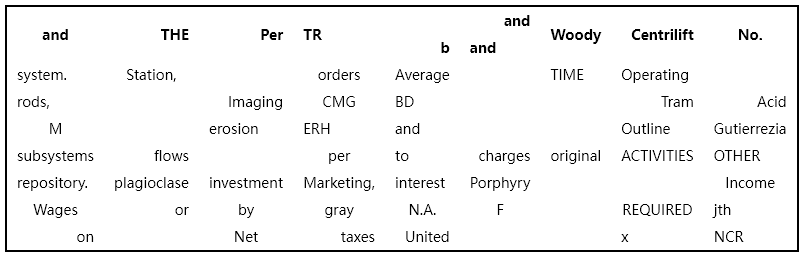 and THE Per TR b and and Woody Centrilift No.
system. Station, orders Average TIME Operating
rods, Imaging CMG BD Tram Acid
M erosion ERH and Outline Gutierrezia
subsystems flows per to charges original ACTIVITIES OTHER
repository. plagioclase investment Marketing, interest Porphyry Income
Wages or by gray N.A. F REQUIRED jth
on Net taxes United x NCR